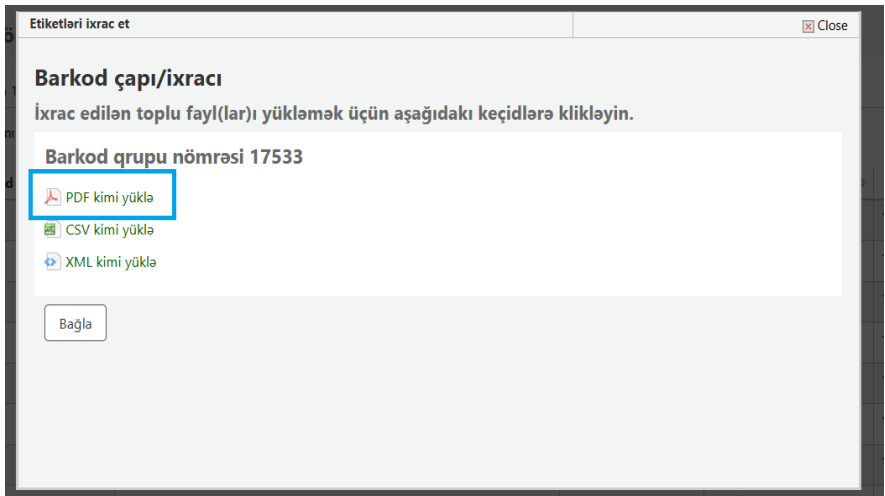 Etiketləri ixrac et
Close
Barkod çapı/ixracı
İxrac edilən toplu fayl(lar)ı yükləmək üçün aşağıdakı keçidlərə klikləyin.
Barkod qrupu nömrəsi 17533
PDF kimi yüklə
CSV kimi yüklə
XML kimi yüklə
Bağla